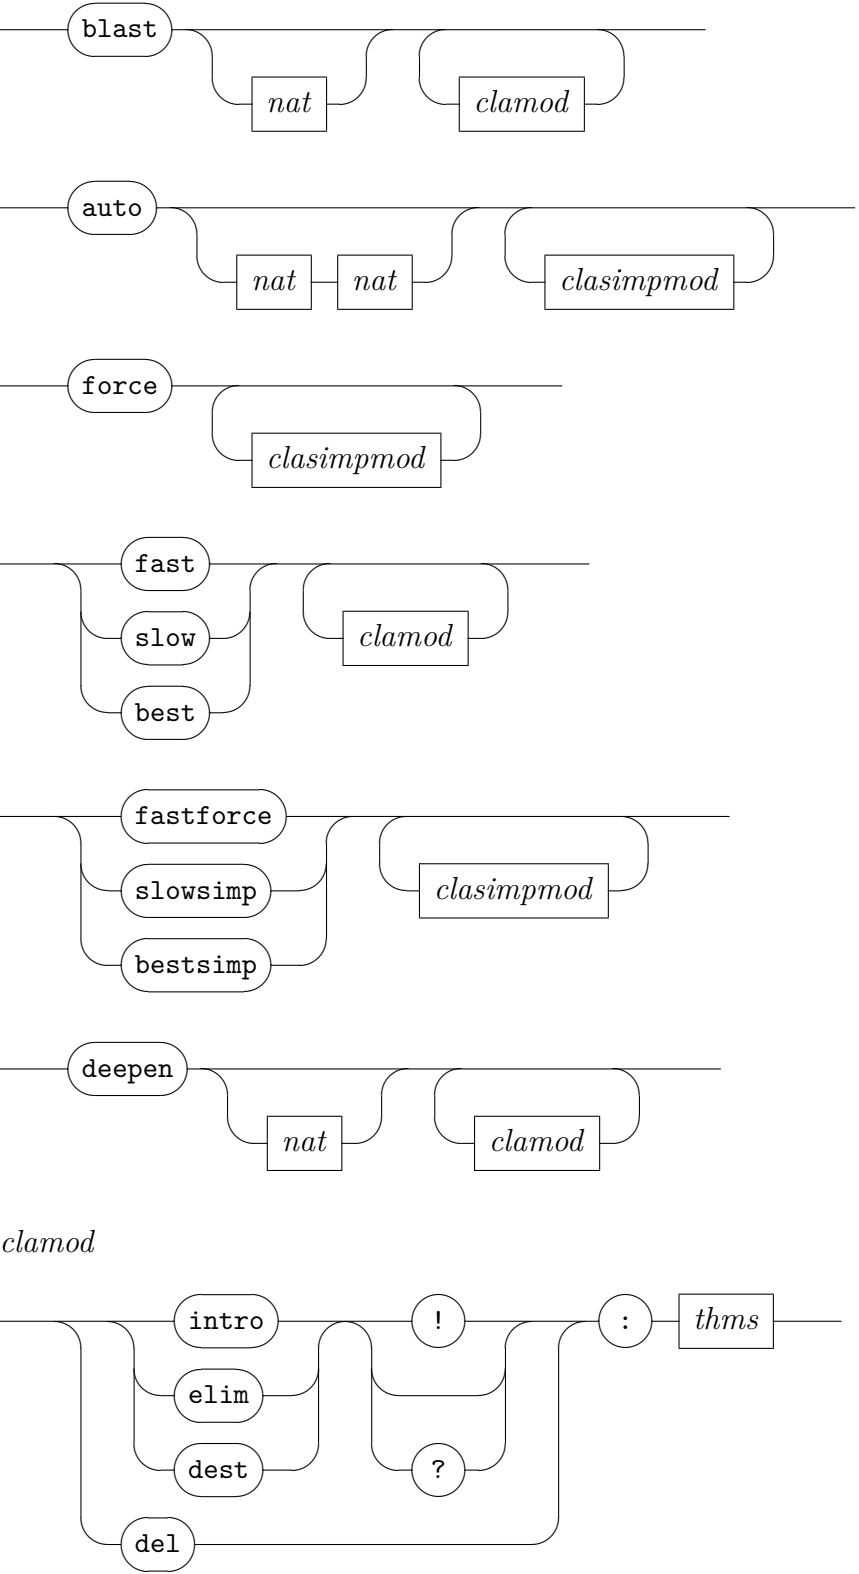 blast
nat clamod
auto
nat nat clasimpmod
force
clasimpmod
fast
slow clamod
best
fastforce
slowsimp clasimpmod
bestsimp
deepen
nat clamod
clamod
intro ! : thms
elim
dest ?
del